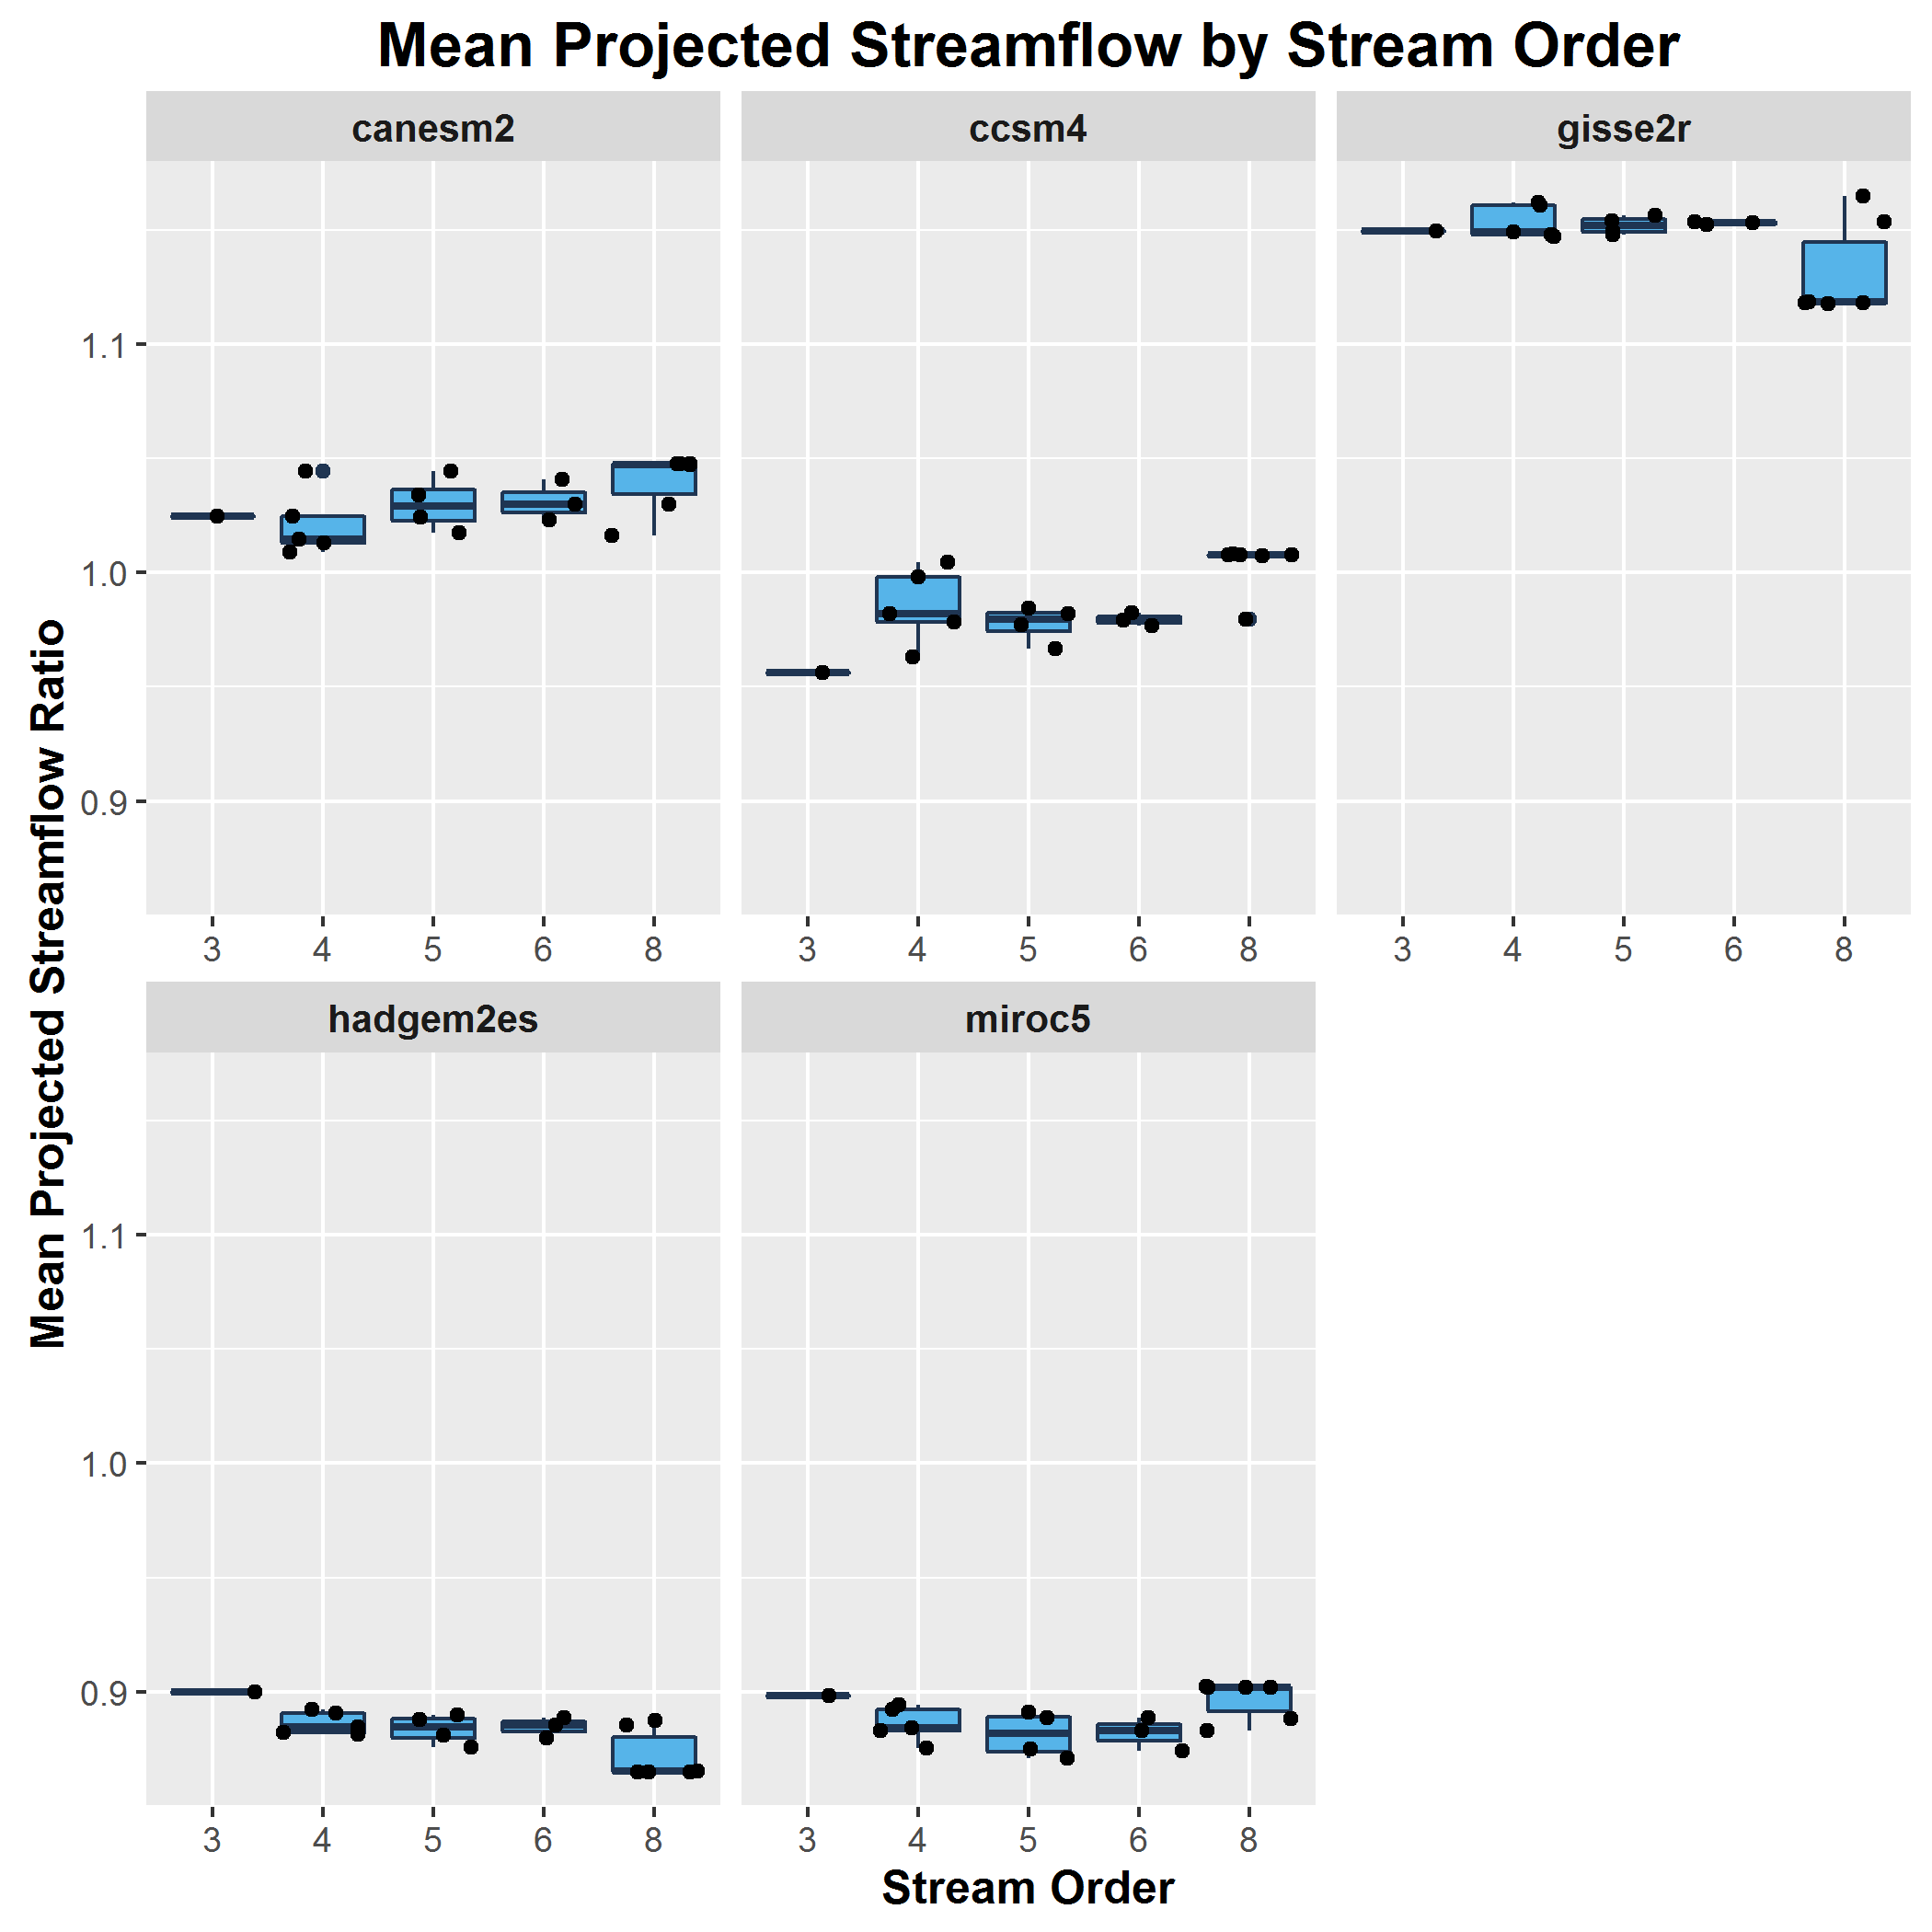 Mean Projected Streamflow by Stream Order
canesm2
ccsm4
gisse2r
1.1
1.0
0.9
3 4 5 6 8
3 4 5 6 8
3 4 5 6 8
Mean Projected Streamflow Ratio
hadgem2es
miroc5
1.1
1.0
0.9
3 4 5 6 8
3 4 5 6 8
Stream Order